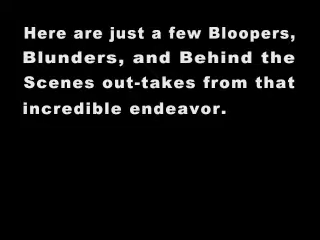 Here are just a few Bloopers,
Blunders, and Behind the
Scenes out-takes from that
incredible endeavor.